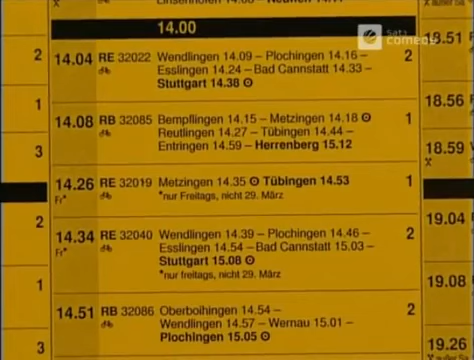 14.00
Sat1
comedy
2
14.04 RE 32022 Wendlingen 14.09 – Plochingen 14.16 – 2
Esslingen 14.24 – Bad Cannstatt 14.33 –
Stuttgart 14.38
1
14.08 RB 32085 Bempflingen 14.15 – Metzingen 14.18 1
Reutlingen 14.27 – Tübingen 14.44 –
Entringen 14.59 – Herrenberg 15.12
3
14.26 RE 32019 Metzingen 14.35 Tübingen 14.53 1
Fr* *nur Freitags, nicht 29. März
2
14.34 RE 32040 Wendlingen 14.39 – Plochingen 14.46 – 2
Fr* Esslingen 14.54 – Bad Cannstatt 15.03 –
Stuttgart 15.08
*nur freitags, nicht 29. März
1
14.51 RB 32086 Oberboihingen 14.54 – 2
Wendlingen 14.57 – Wernau 15.01 –
Plochingen 15.05
3
18.51
18.56
18.59
X
19.04
19.08
19.26